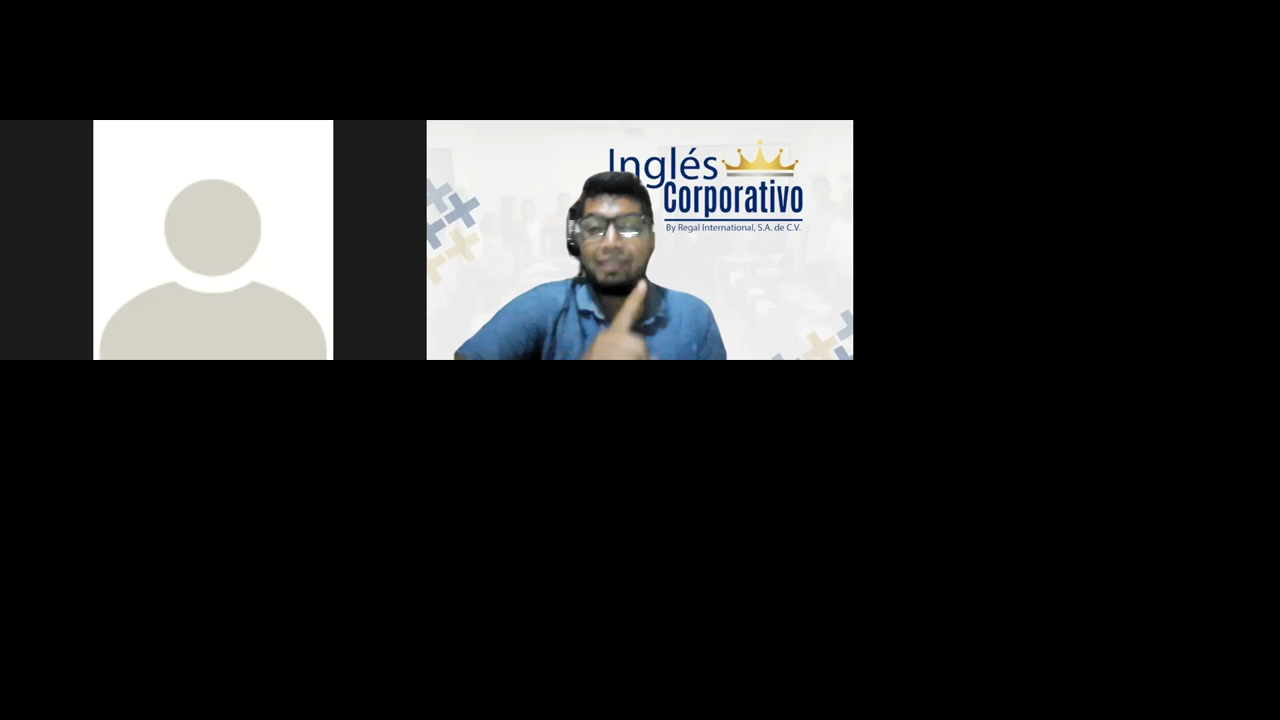 Inglés
Corporativo
By Regal International, S.A. de C.V.